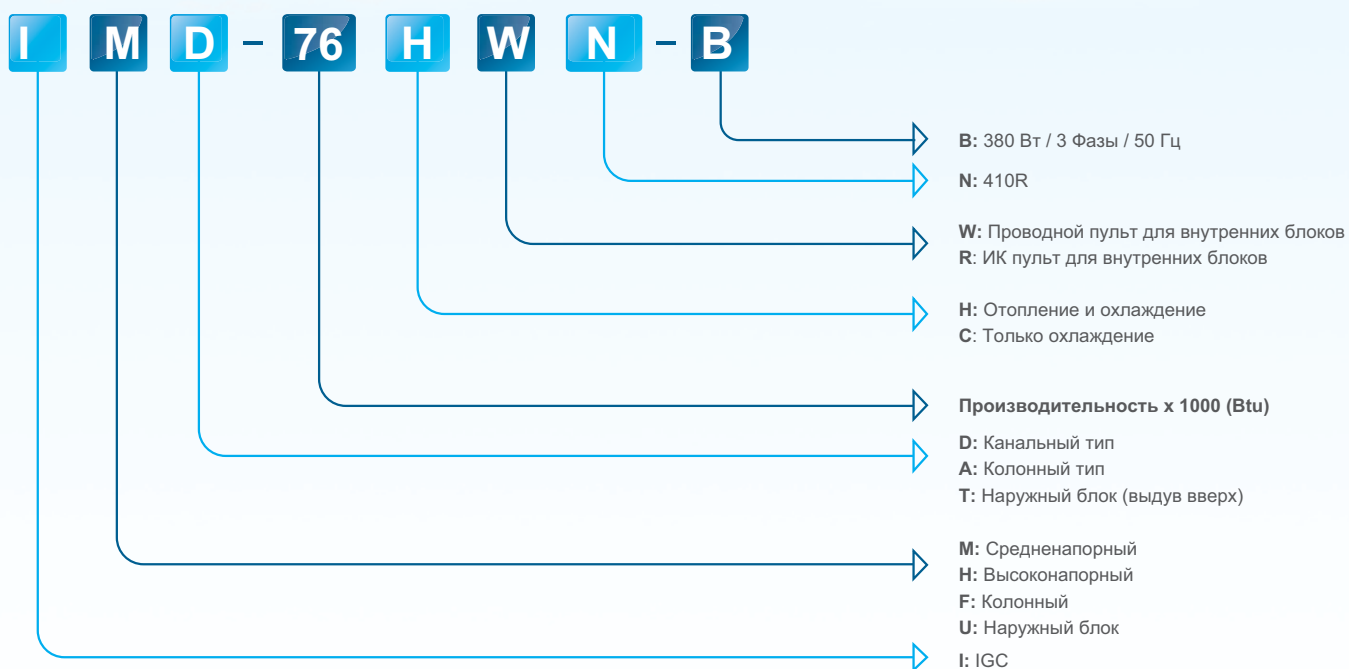 I M D - 76 H W N - B
B: 380 Вт / 3 Фазы / 50 Гц
N: 410R
W: Проводной пульт для внутренних блоков
R: ИК пульт для внутренних блоков
H: Отопление и охлаждение
C: Только охлаждение
Производительность x 1000 (Btu)
D: Канальный тип
A: Колонный тип
T: Наружный блок (выдув вверх)
M: Средненапорный
H: Высоконапорный
F: Колонный
U: Наружный блок
I: IGC